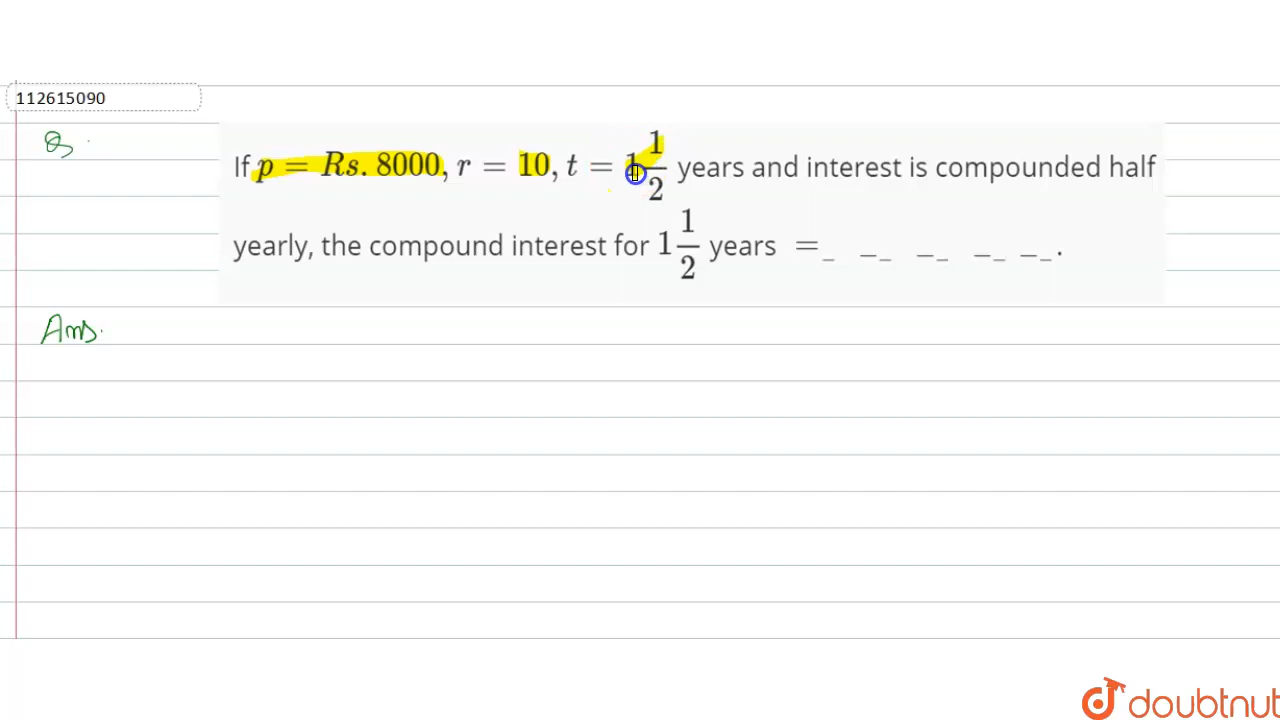 112615090
Q.
If p = Rs. 8000, r = 10, t = 1 1/2 years and interest is compounded half
yearly, the compound interest for 1 1/2 years = _ _ _ _ _ _ _ _ _ .
Ans.
doubtnut